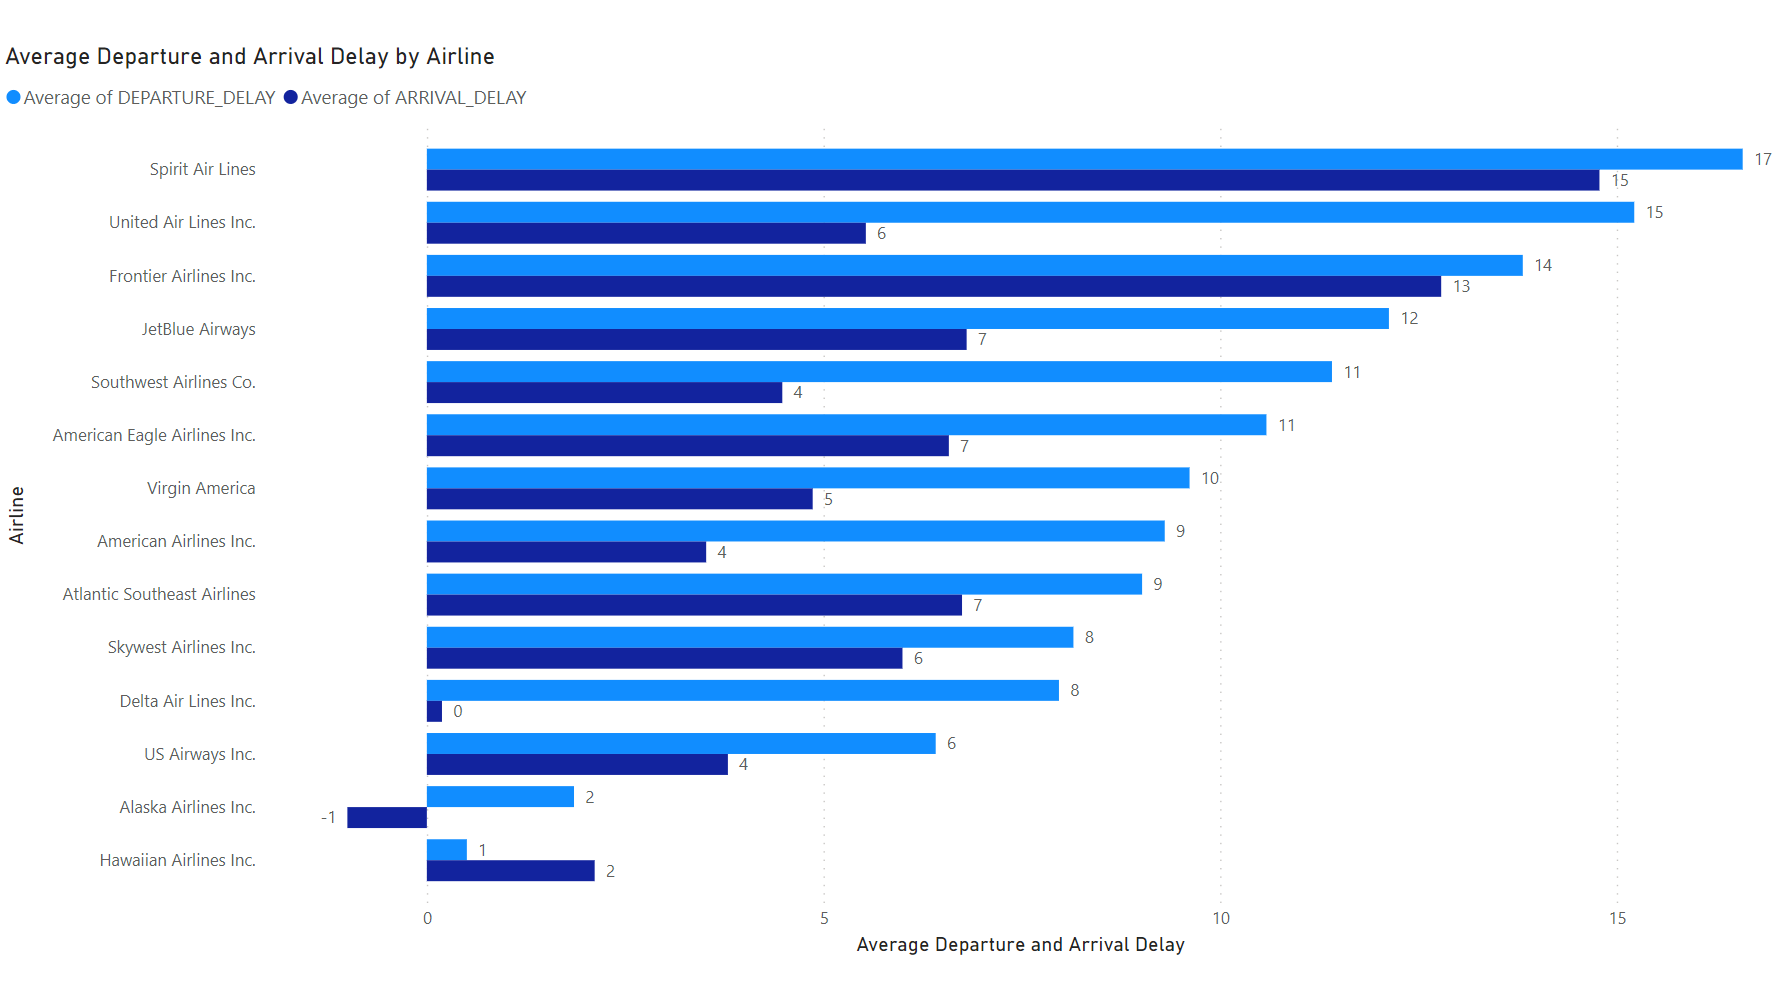 Average Departure and Arrival Delay by Airline
Average of DEPARTURE_DELAY Average of ARRIVAL_DELAY
Spirit Air Lines 17
15
United Air Lines Inc. 15
6
Frontier Airlines Inc. 14
13
JetBlue Airways 12
7
Southwest Airlines Co. 11
4
American Eagle Airlines Inc. 11
7
Virgin America 10
5
American Airlines Inc. 9
4
Atlantic Southeast Airlines 9
7
Skywest Airlines Inc. 8
6
Delta Air Lines Inc. 8
0
US Airways Inc. 6
4
Alaska Airlines Inc. 2
-1
Hawaiian Airlines Inc. 1
2
Airline
0 5 10 15
Average Departure and Arrival Delay